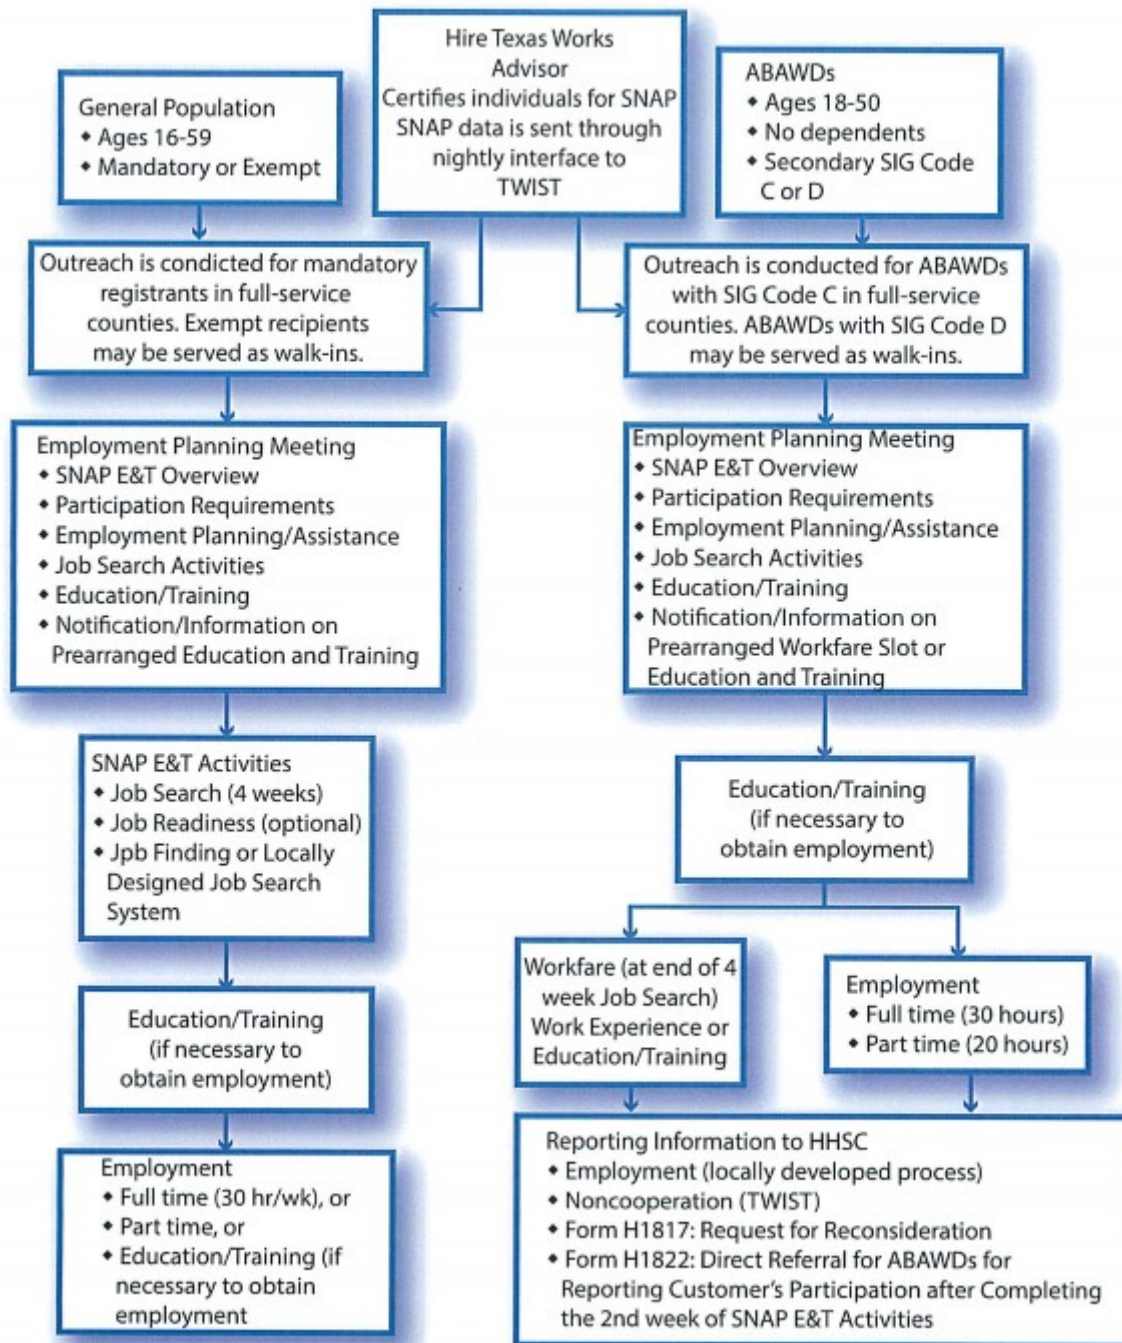 Hire Texas Works
Advisor
Certifies individuals for SNAP
SNAP data is sent through
nightly interface to
TWIST
General Population
◆ Ages 16-59
◆ Mandatory or Exempt
ABAWDs
◆ Ages 18-50
◆ No dependents
◆ Secondary SIG Code
C or D
Outreach is condicted for mandatory
registrants in full-service
counties. Exempt recipients
may be served as walk-ins.
Outreach is conducted for ABAWDs
with SIG Code C in full-service
counties. ABAWDs with SIG Code D
may be served as walk-ins.
Employment Planning Meeting
◆ SNAP E&T Overview
◆ Participation Requirements
◆ Employment Planning/Assistance
◆ Job Search Activities
◆ Education/Training
◆ Notification/Information on
Prearranged Education and Training
Employment Planning Meeting
◆ SNAP E&T Overview
◆ Participation Requirements
◆ Employment Planning/Assistance
◆ Job Search Activities
◆ Education/Training
◆ Notification/Information on
Prearranged Workfare Slot or
Education and Training
SNAP E&T Activities
◆ Job Search (4 weeks)
◆ Job Readiness (optional)
◆ Jpb Finding or Locally
Designed Job Search
System
Education/Training
(if necessary to
obtain employment)
Education/Training
(if necessary to
obtain employment)
Workfare (at end of 4
week Job Search)
Work Experience or
Education/Training
Employment
◆ Full time (30 hours)
◆ Part time (20 hours)
Employment
◆ Full time (30 hr/wk), or
◆ Part time, or
◆ Education/Training (if
necessary to obtain
employment
Reporting Information to HHSC
◆ Employment (locally developed process)
◆ Noncooperation (TWIST)
◆ Form H1817: Request for Reconsideration
◆ Form H1822: Direct Referral for ABAWDs for
Reporting Customer's Participation after Completing
the 2nd week of SNAP E&T Activities